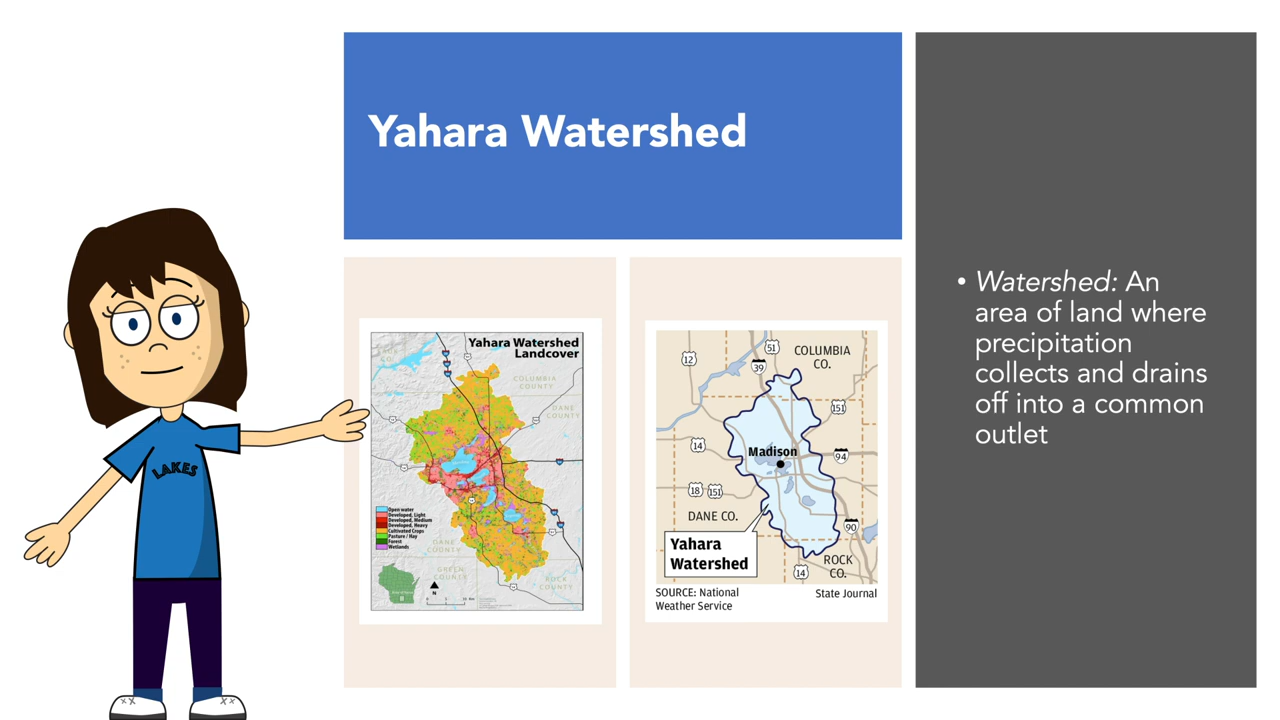 Yahara Watershed
LAKES
Yahara Watershed
Landcover
COLUMBIA
COUNTY
DANE
COUNTY
Open water
Developed, Light
Developed, Medium
Developed, Heavy
Cultivated Crops
Pasture / Hay
Forest
Wetlands
DANE
COUNTY
GREEN
COUNTY
ROCK
COUNTY
N
51
12
39
COLUMBIA
CO.
151
14
Madison
94
18 151
DANE CO.
90
Yahara
Watershed
ROCK
CO.
14
SOURCE: National
Weather Service
State Journal
• Watershed: An
area of land where
precipitation
collects and drains
off into a common
outlet